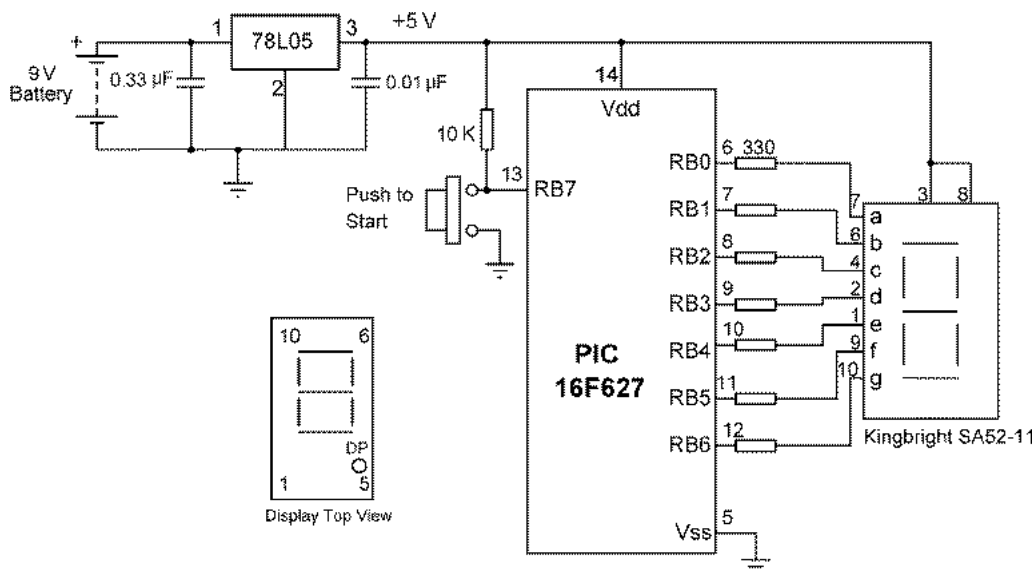 +
9V
Battery
0.33 µF
1
78L05
3
2
+5 V
0.01 µF
10 K
14
Vdd
13
RB7
Push to
Start
RB0
6
330
RB1
7
RB2
8
RB3
9
RB4
10
RB5
11
RB6
12
PIC
16F627
Vss
5
3
8
7
a
6
b
4
c
2
d
1
e
9
f
10
g
Kingbright SA52-11
10
6
DP
1
5
Display Top View